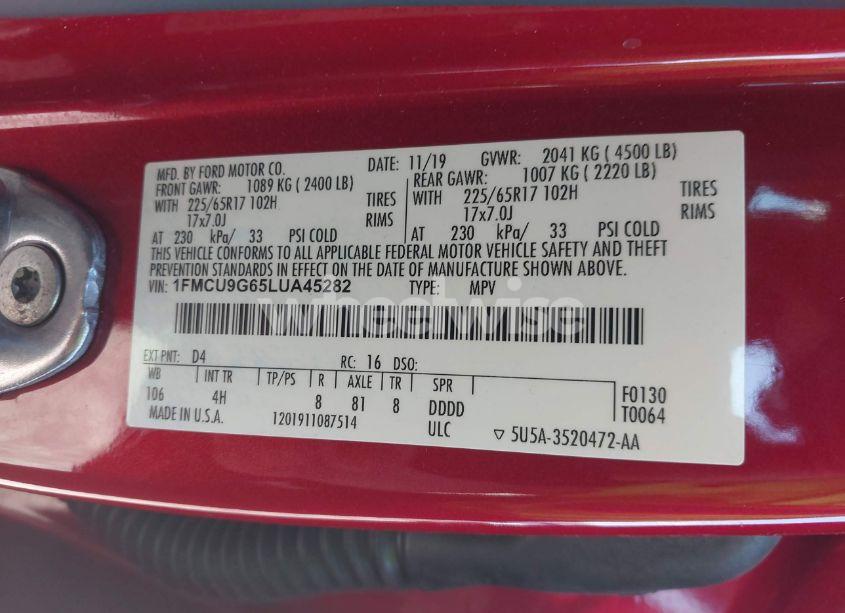 MFD. BY FORD MOTOR CO. DATE: 11/19 GVWR: 2041 KG ( 4500 LB)
FRONT GAWR: 1089 KG ( 2400 LB) REAR GAWR: 1007 KG ( 2220 LB)
WITH 225/65R17 102H TIRES WITH 225/65R17 102H TIRES
17x7.0J RIMS 17x7.0J RIMS
AT 230 kPa/ 33 PSI COLD AT 230 kPa/ 33 PSI COLD
THIS VEHICLE CONFORMS TO ALL APPLICABLE FEDERAL MOTOR VEHICLE SAFETY AND THEFT
PREVENTION STANDARDS IN EFFECT ON THE DATE OF MANUFACTURE SHOWN ABOVE.
VIN: 1FMCU9G65LUA45282 TYPE: MPV
wheelwise
EXT PNT: D4 RC: 16 DSO:
WB INT TR TP/PS R AXLE TR SPR
106 4H 8 81 8 DDDD F0130
MADE IN U.S.A. 1201911087514 ULC ▽ 5U5A-3520472-AA T0064